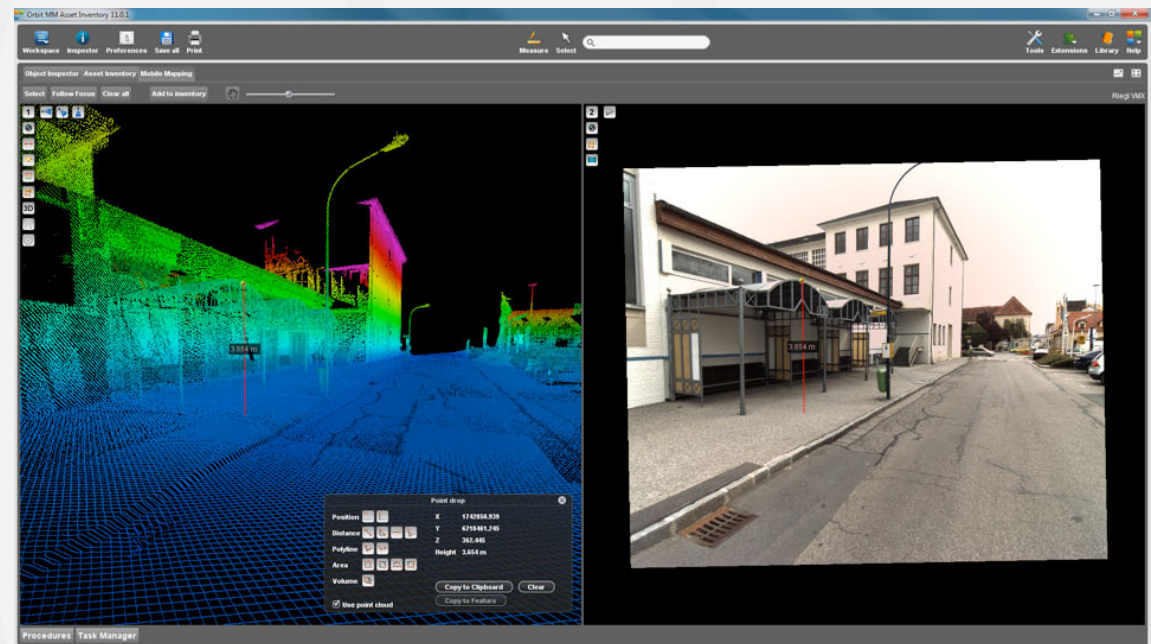 Orbit MM Asset Inventory 11.0.1
Workspace Inspector Preferences Save all Print Measure Select Tools Extensions Library Help
Object Inspector Asset Inventory Mobile Mapping
Select Follow Focus Clear all Add to inventory Riegl VMX
1 2
3D
3.654 m 3.654 m
Point drop
Position X 1742856.939
Y 6218461.245
Distance
Z 362.445
Polyline Height 3.654 m
Area
Volume
Copy to Clipboard Clear
Use point cloud Copy to Feature
Procedures Task Manager